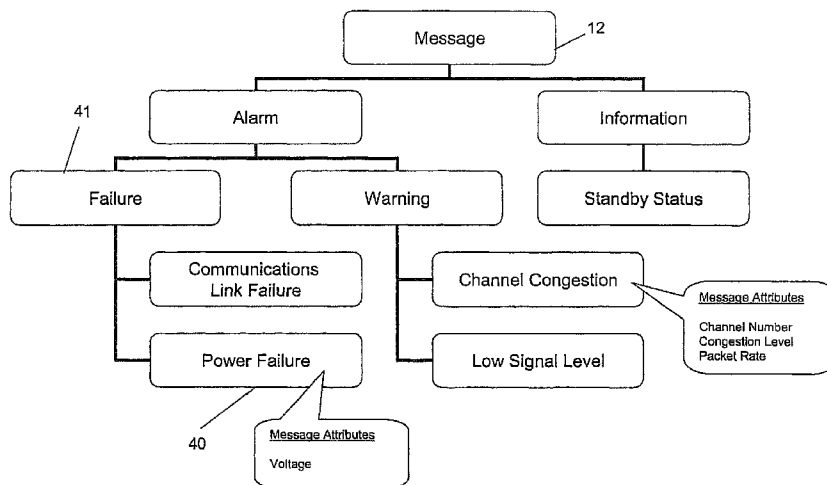 Message
12
Alarm
Information
41
Failure
Warning
Standby Status
Communications
Link Failure
Channel Congestion
Message Attributes
Channel Number
Congestion Level
Packet Rate
Power Failure
Low Signal Level
40
Message Attributes
Voltage